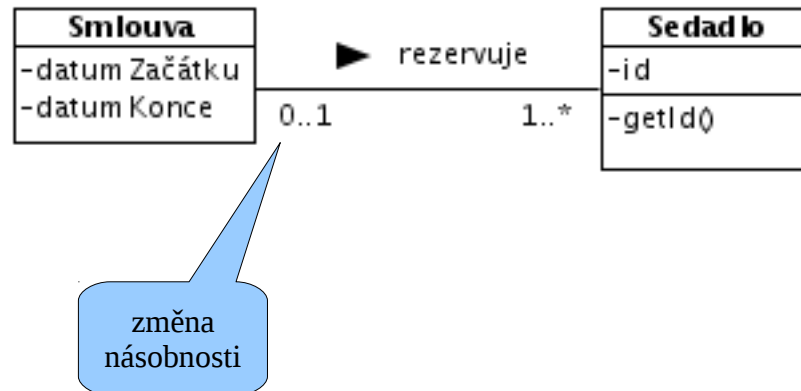 Smlouva
-datum Začátku
-datum Konce
rezervuje
0..1
1..*
Sedadlo
-id
-getId()
změna
násobnosti